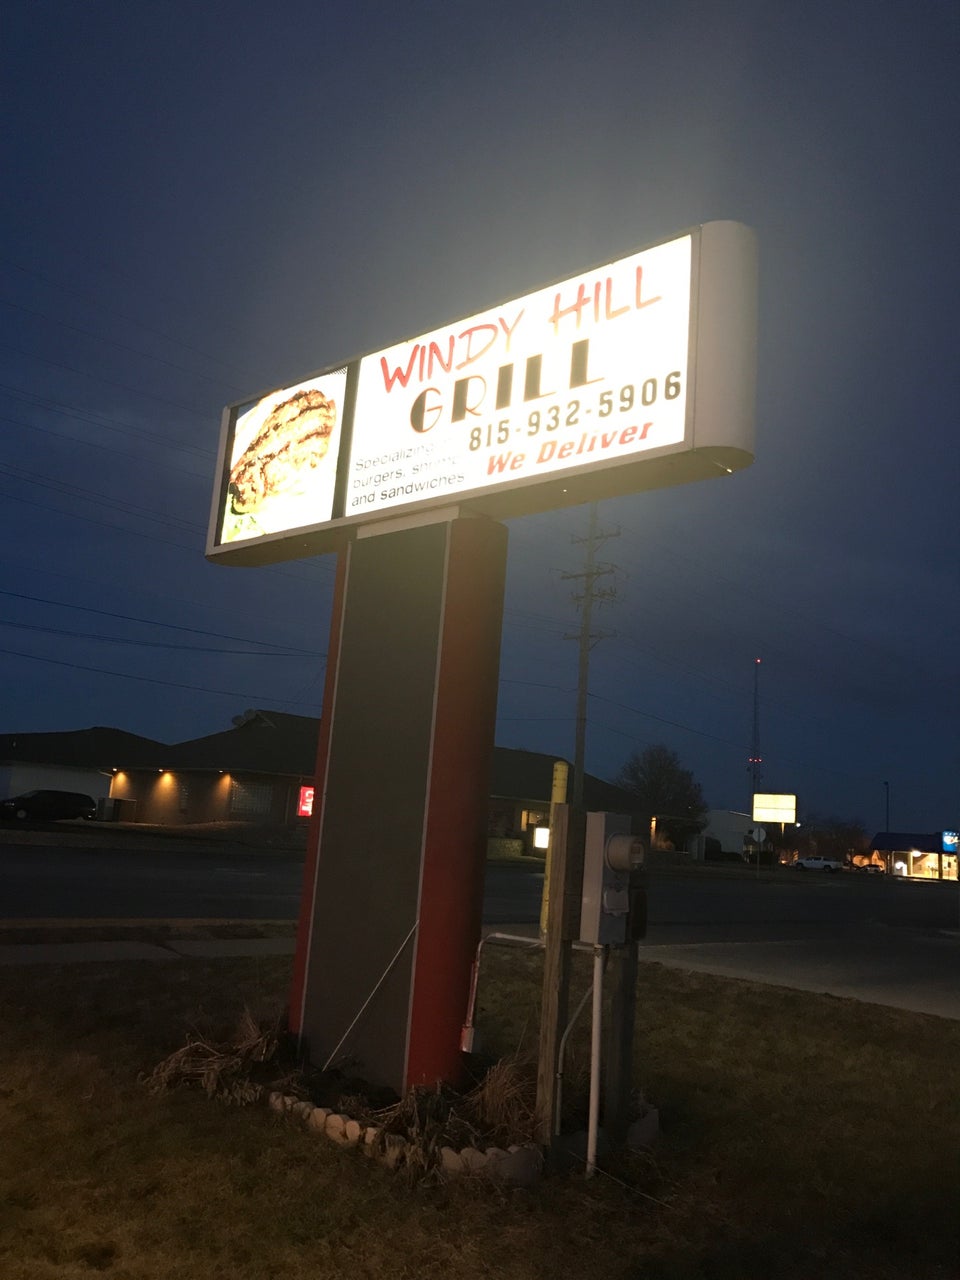 WINDY HILL
GRILL
815-932-5906
We Deliver
Specializing
burgers, shrimp
and sandwiches